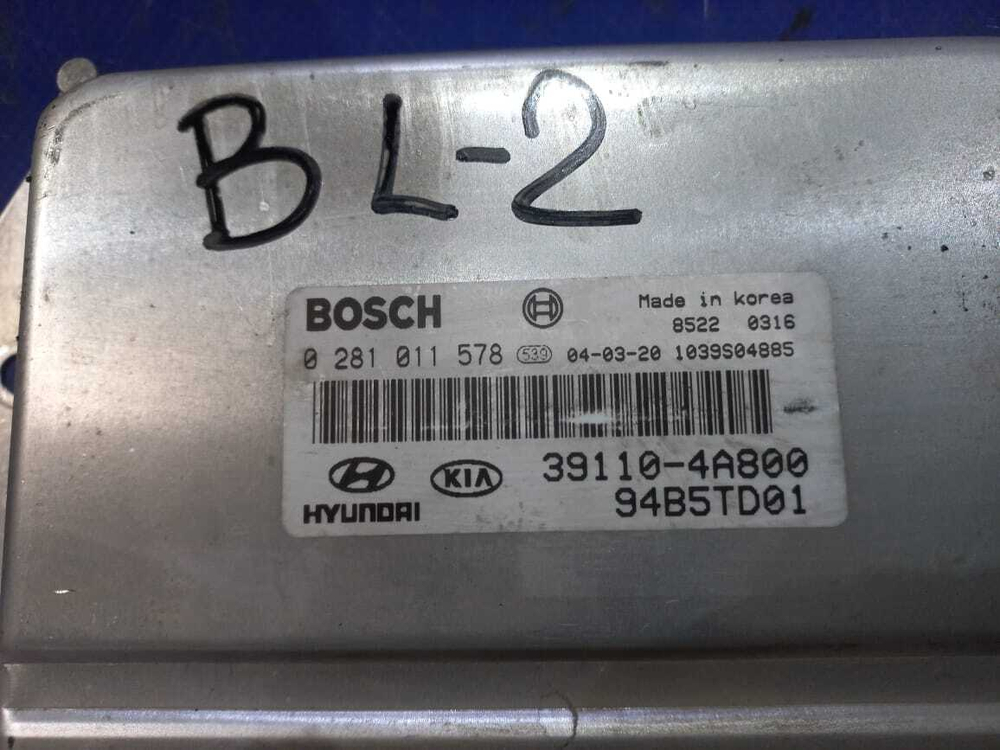 BL-2
BOSCH
Made in korea
8522 0316
0 281 011 578 539 04-03-20 1039S04885
39110-4A800
HYUNDAI KIA
94B5TD01